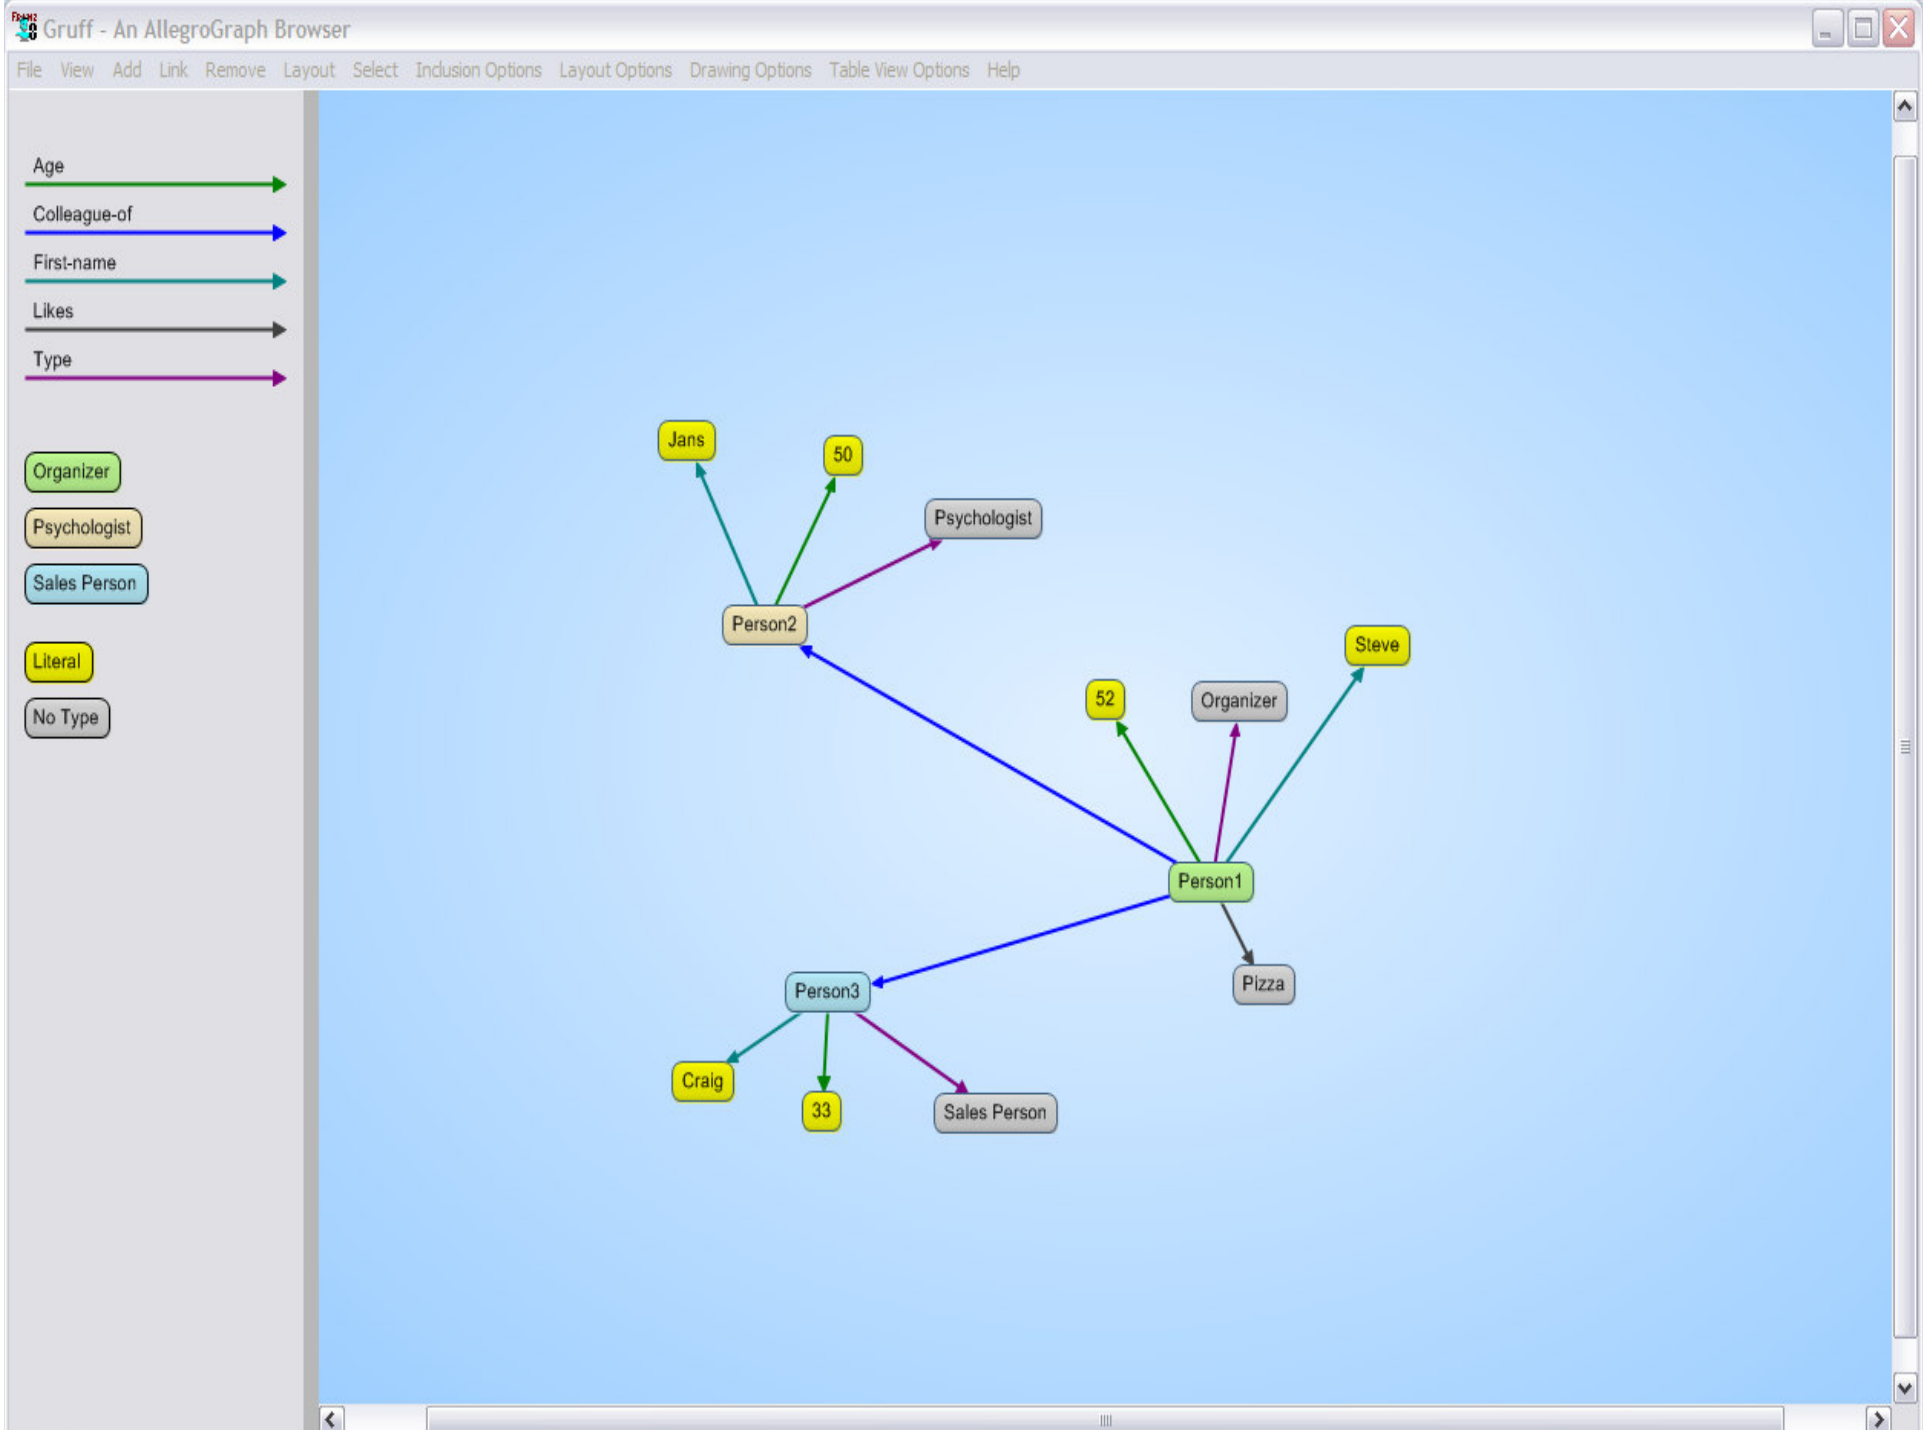 FRANZ
Gruff - An AllegroGraph Browser
File View Add Link Remove Layout Select Inclusion Options Layout Options Drawing Options Table View Options Help
Age
Colleague-of
First-name
Likes
Type
Organizer
Psychologist
Sales Person
Literal
No Type
Jans
50
Psychologist
Person2
Steve
52
Organizer
Person1
Pizza
Person3
Craig
33
Sales Person